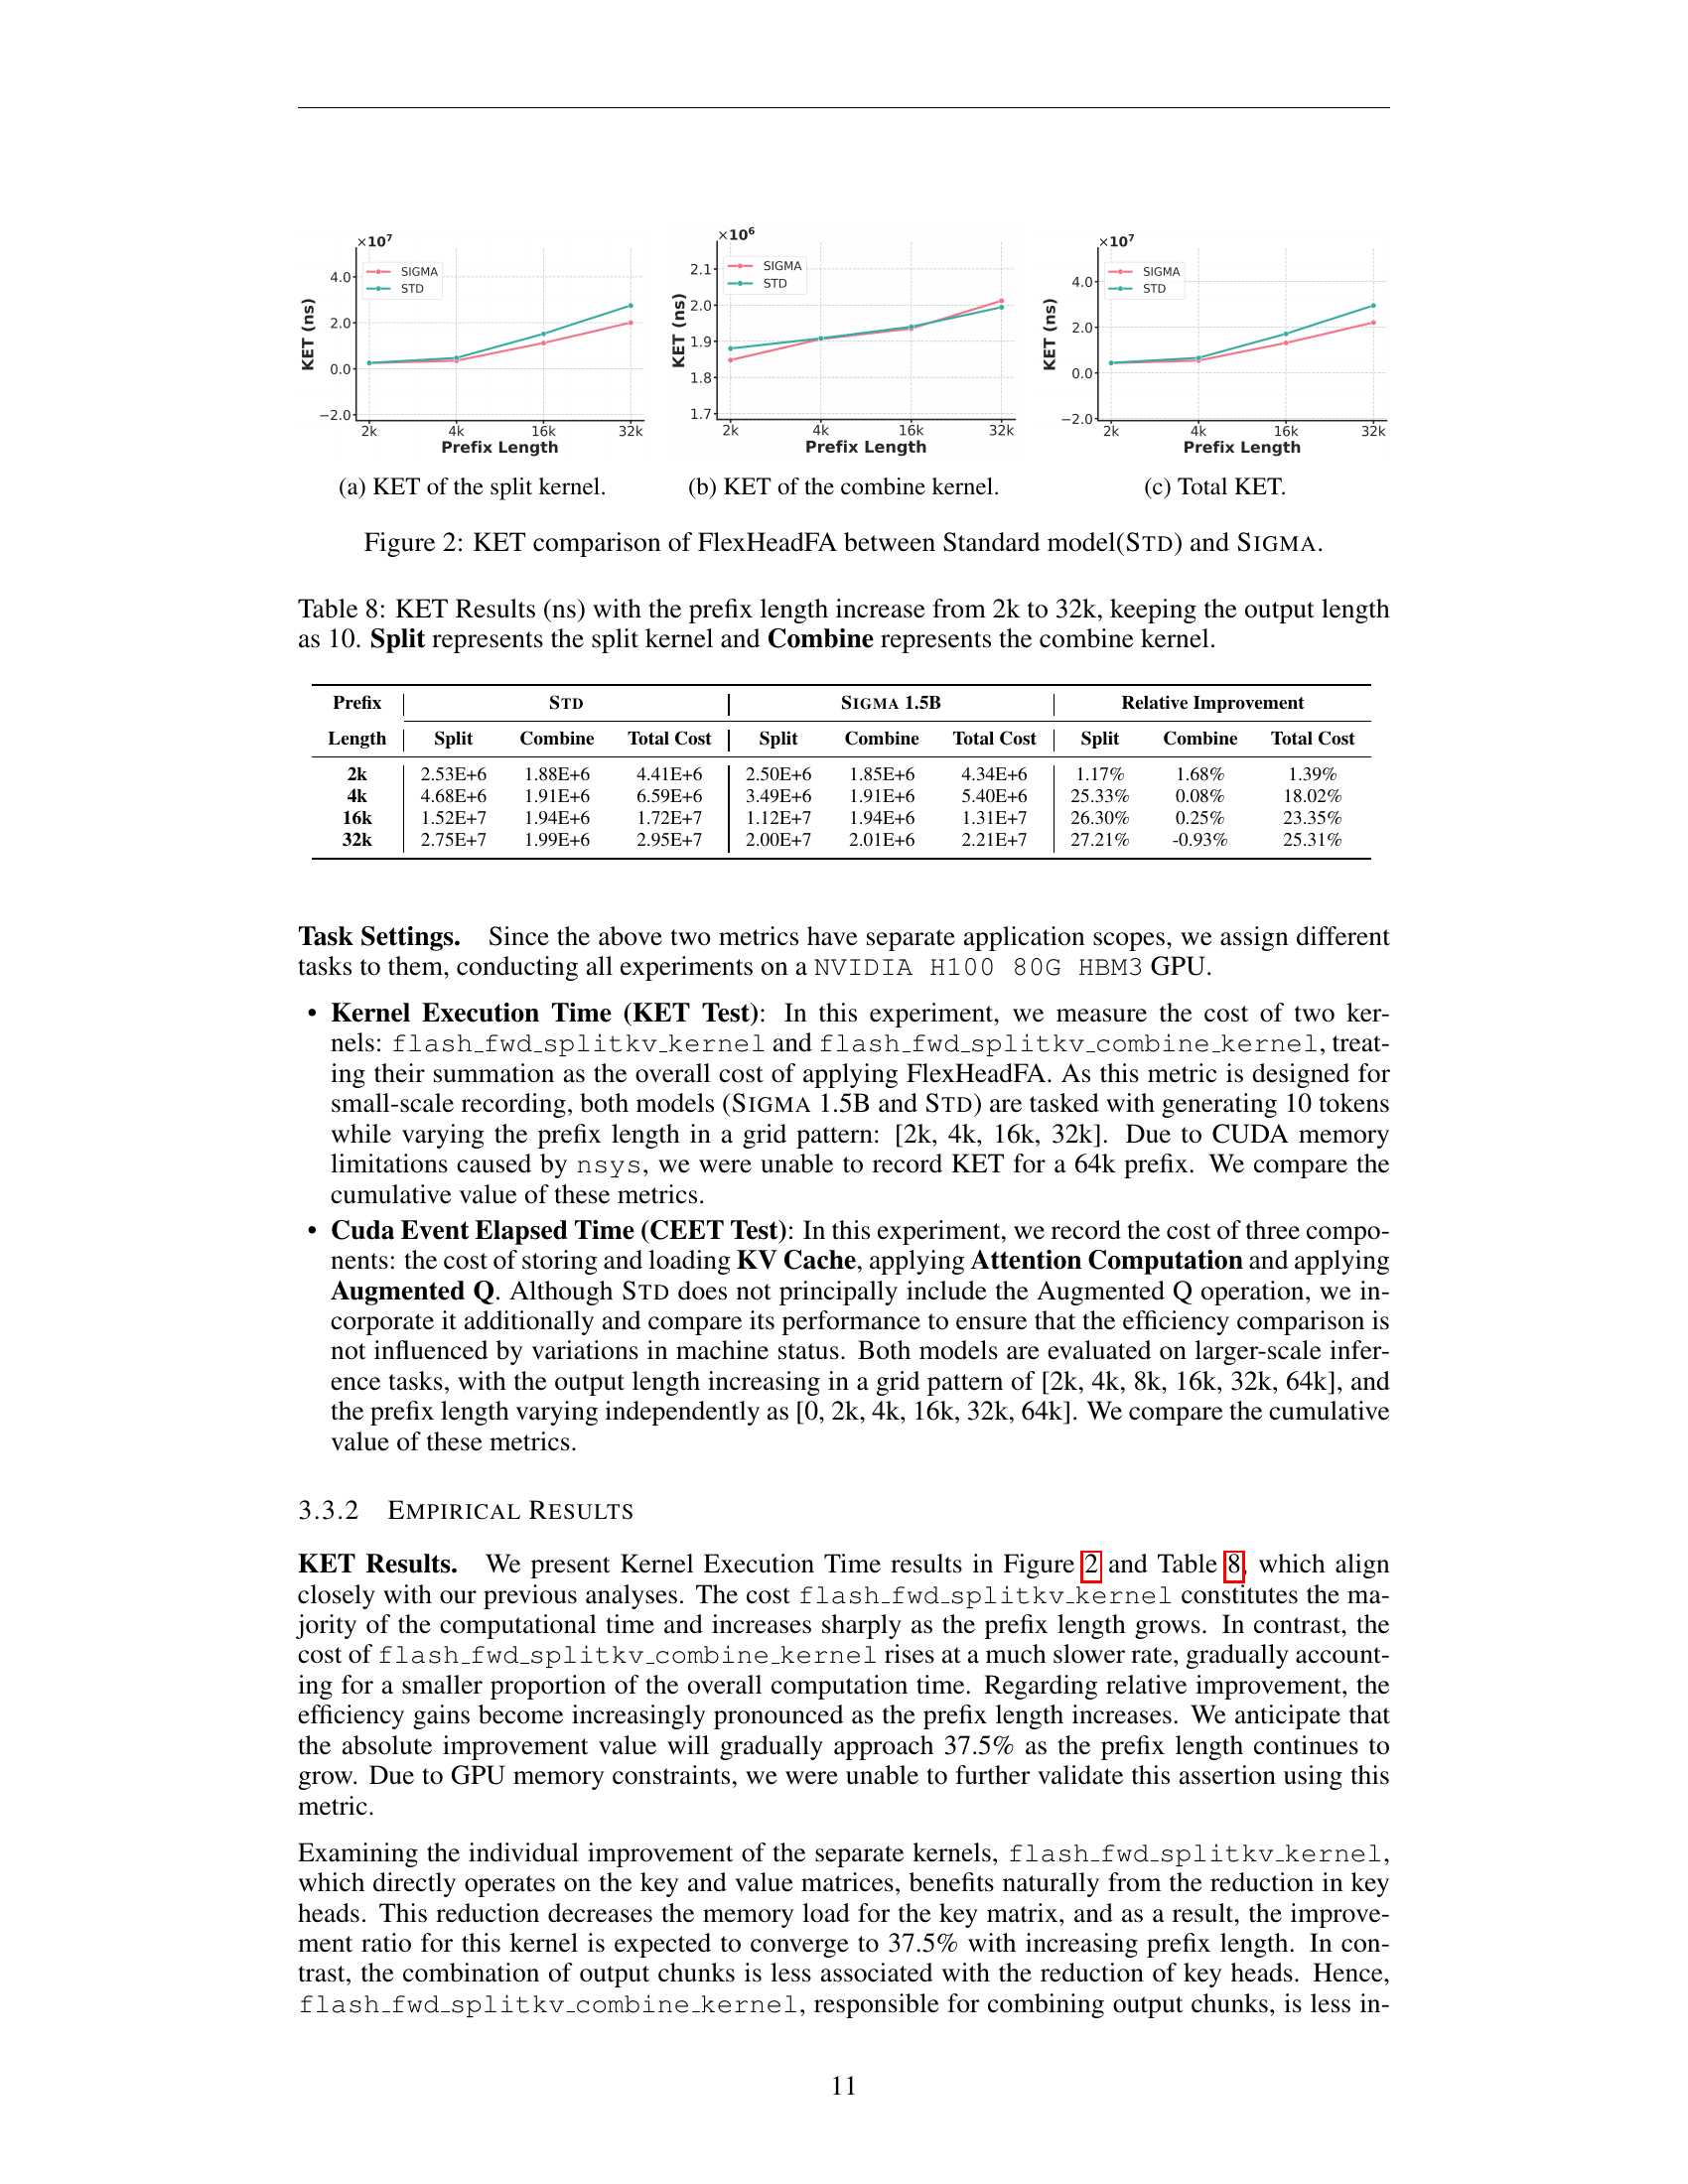 ×10⁷
KET (ns)
4.0
2.0
0.0
−2.0
SIGMA
STD
2k 4k 16k 32k
Prefix Length
(a) KET of the split kernel.
×10⁶
KET (ns)
2.1
2.0
1.9
1.8
1.7
SIGMA
STD
2k 4k 16k 32k
Prefix Length
(b) KET of the combine kernel.
×10⁷
KET (ns)
4.0
2.0
0.0
−2.0
SIGMA
STD
2k 4k 16k 32k
Prefix Length
(c) Total KET.
Figure 2: KET comparison of FlexHeadFA between Standard model(STD) and SIGMA.
Table 8: KET Results (ns) with the prefix length increase from 2k to 32k, keeping the output length
as 10. Split represents the split kernel and Combine represents the combine kernel.
Prefix STD SIGMA 1.5B Relative Improvement
Length Split Combine Total Cost Split Combine Total Cost Split Combine Total Cost
2k 2.53E+6 1.88E+6 4.41E+6 2.50E+6 1.85E+6 4.34E+6 1.17% 1.68% 1.39%
4k 4.68E+6 1.91E+6 6.59E+6 3.49E+6 1.91E+6 5.40E+6 25.33% 0.08% 18.02%
16k 1.52E+7 1.94E+6 1.72E+7 1.12E+7 1.94E+6 1.31E+7 26.30% 0.25% 23.35%
32k 2.75E+7 1.99E+6 2.95E+7 2.00E+7 2.01E+6 2.21E+7 27.21% -0.93% 25.31%
Task Settings. Since the above two metrics have separate application scopes, we assign different
tasks to them, conducting all experiments on a NVIDIA H100 80G HBM3 GPU.
• Kernel Execution Time (KET Test): In this experiment, we measure the cost of two ker-
nels: flash_fwd_splitkv_kernel and flash_fwd_splitkv_combine_kernel, treat-
ing their summation as the overall cost of applying FlexHeadFA. As this metric is designed for
small-scale recording, both models (SIGMA 1.5B and STD) are tasked with generating 10 tokens
while varying the prefix length in a grid pattern: [2k, 4k, 16k, 32k]. Due to CUDA memory
limitations caused by nsys, we were unable to record KET for a 64k prefix. We compare the
cumulative value of these metrics.
• Cuda Event Elapsed Time (CEET Test): In this experiment, we record the cost of three compo-
nents: the cost of storing and loading KV Cache, applying Attention Computation and applying
Augmented Q. Although STD does not principally include the Augmented Q operation, we in-
corporate it additionally and compare its performance to ensure that the efficiency comparison is
not influenced by variations in machine status. Both models are evaluated on larger-scale infer-
ence tasks, with the output length increasing in a grid pattern of [2k, 4k, 8k, 16k, 32k, 64k], and
the prefix length varying independently as [0, 2k, 4k, 16k, 32k, 64k]. We compare the cumulative
value of these metrics.
3.3.2 EMPIRICAL RESULTS
KET Results. We present Kernel Execution Time results in Figure 2 and Table 8, which align
closely with our previous analyses. The cost flash_fwd_splitkv_kernel constitutes the ma-
jority of the computational time and increases sharply as the prefix length grows. In contrast, the
cost of flash_fwd_splitkv_combine_kernel rises at a much slower rate, gradually account-
ing for a smaller proportion of the overall computation time. Regarding relative improvement, the
efficiency gains become increasingly pronounced as the prefix length increases. We anticipate that
the absolute improvement value will gradually approach 37.5% as the prefix length continues to
grow. Due to GPU memory constraints, we were unable to further validate this assertion using this
metric.
Examining the individual improvement of the separate kernels, flash_fwd_splitkv_kernel,
which directly operates on the key and value matrices, benefits naturally from the reduction in key
heads. This reduction decreases the memory load for the key matrix, and as a result, the improve-
ment ratio for this kernel is expected to converge to 37.5% with increasing prefix length. In con-
trast, the combination of output chunks is less associated with the reduction of key heads. Hence,
flash_fwd_splitkv_combine_kernel, responsible for combining output chunks, is less in-
11